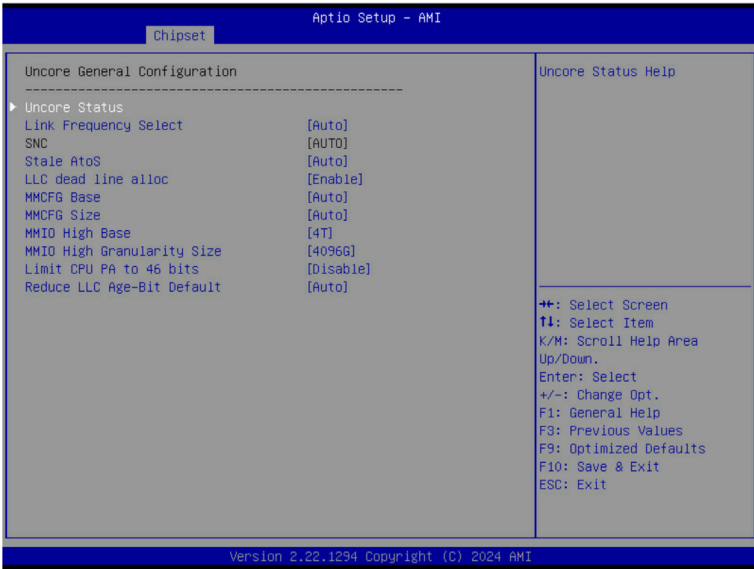 Aptio Setup – AMI
Chipset
Uncore General Configuration
--------------------------------------------------
Uncore Status
Link Frequency Select [Auto]
SNC [AUTO]
Stale AtoS [Auto]
LLC dead line alloc [Enable]
MMCFG Base [Auto]
MMCFG Size [Auto]
MMIO High Base [4T]
MMIO High Granularity Size [4096G]
Limit CPU PA to 46 bits [Disable]
Reduce LLC Age-Bit Default [Auto]
Uncore Status Help
→←: Select Screen
↑↓: Select Item
K/M: Scroll Help Area
Up/Down.
Enter: Select
+/-: Change Opt.
F1: General Help
F3: Previous Values
F9: Optimized Defaults
F10: Save & Exit
ESC: Exit
Version 2.22.1294 Copyright (C) 2024 AMI